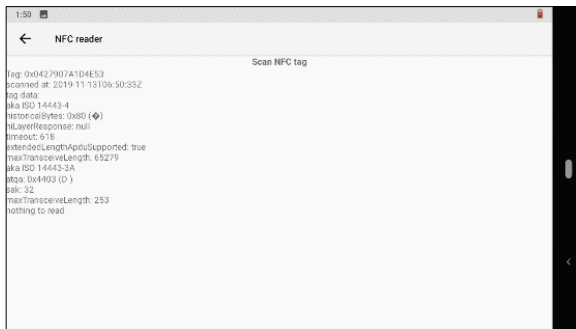 1:50
NFC reader
Scan NFC tag
Tag: 0x0427907A1D4E53
scanned at: 2019-11-13T06:50:33Z
tag data:
aka ISO 14443-4
historicalBytes: 0x80 (�)
hiLayerResponse: null
timeout: 618
extendedLengthApduSupported: true
maxTransceiveLength: 65279
aka ISO 14443-3A
atqa: 0x4403 (D )
sak: 32
maxTransceiveLength: 253
nothing to read